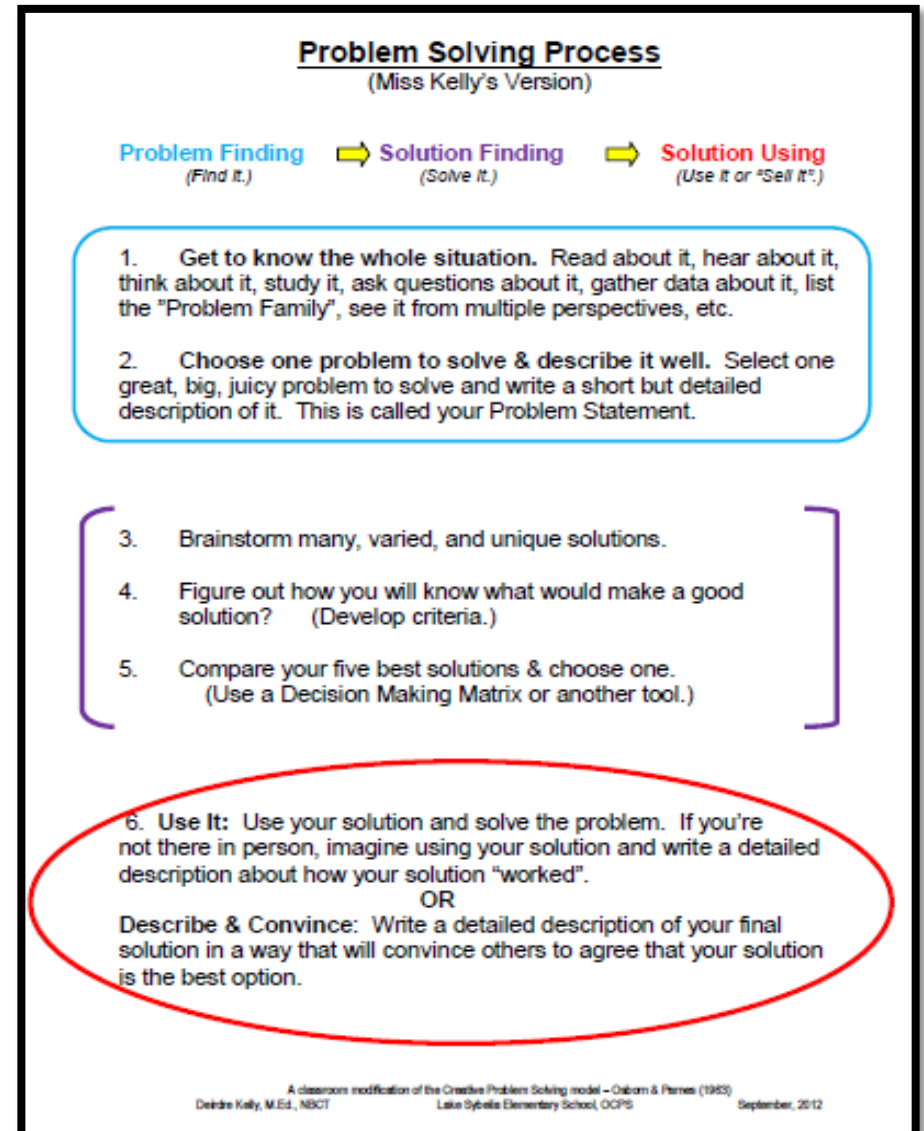 Problem Solving Process
(Miss Kelly's Version)
Problem Finding Solution Finding Solution Using
(Find it.) (Solve it.) (Use it or "Sell it".)
1. Get to know the whole situation. Read about it, hear about it,
think about it, study it, ask questions about it, gather data about it, list
the "Problem Family", see it from multiple perspectives, etc.
2. Choose one problem to solve & describe it well. Select one
great, big, juicy problem to solve and write a short but detailed
description of it. This is called your Problem Statement.
3. Brainstorm many, varied, and unique solutions.
4. Figure out how you will know what would make a good
solution? (Develop criteria.)
5. Compare your five best solutions & choose one.
(Use a Decision Making Matrix or another tool.)
6. Use It: Use your solution and solve the problem. If you're
not there in person, imagine using your solution and write a detailed
description about how your solution "worked".
OR
Describe & Convince: Write a detailed description of your final
solution in a way that will convince others to agree that your solution
is the best option.
A classroom modification of the Creative Problem Solving model – Osborn & Parnes (1963)
Deirdre Kelly, M.Ed., NBCT Lake Sybelia Elementary School, OCPS September, 2012